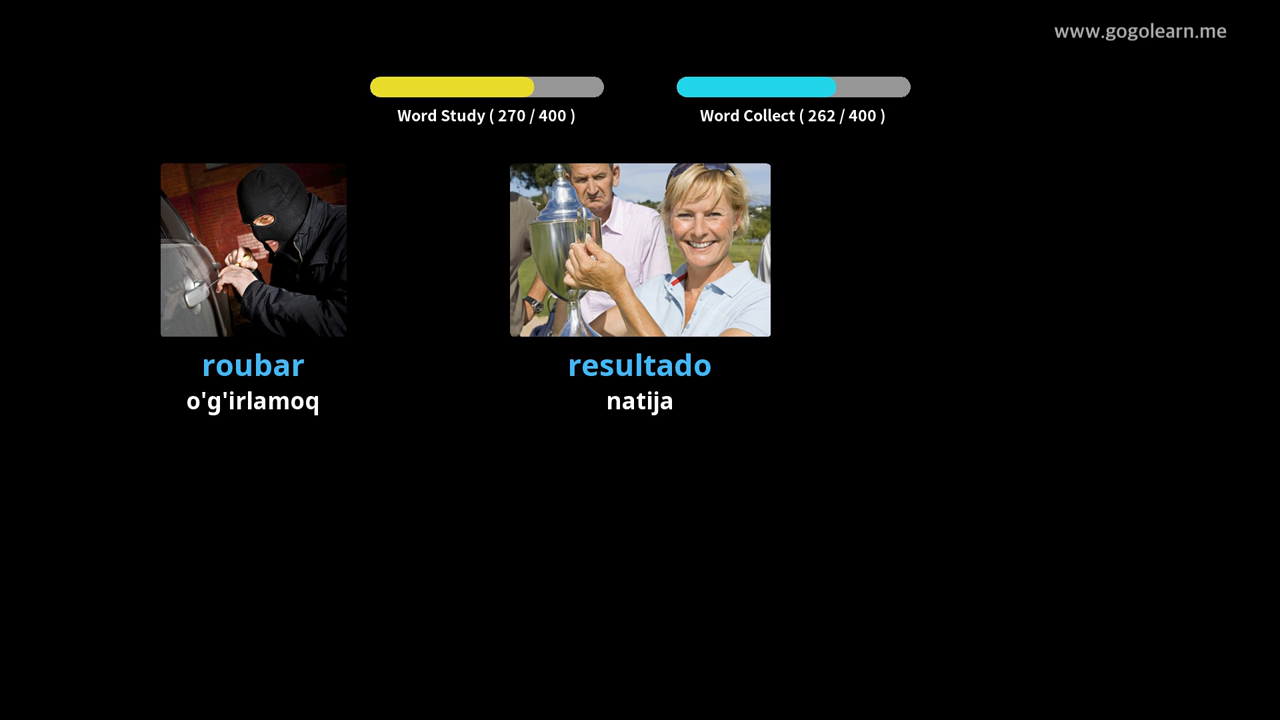 www.gogolearn.me
Word Study ( 270 / 400 )
Word Collect ( 262 / 400 )
roubar
o'g'irlamoq
resultado
natija